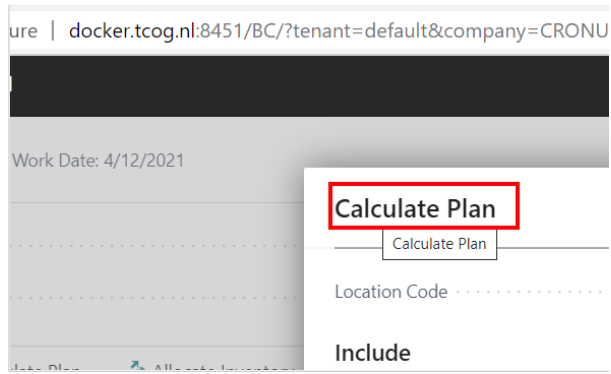 ure | docker.tcog.nl:8451/BC/?tenant=default&company=CRONU
Work Date: 4/12/2021
Calculate Plan
Calculate Plan
Location Code
Include
Plan
Allocate Inventory